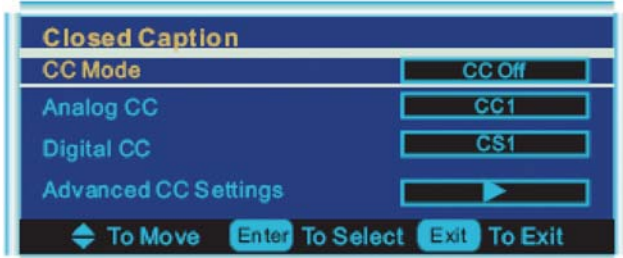 Closed Caption
CC Mode CC Off
Analog CC CC1
Digital CC CS1
Advanced CC Settings
To Move Enter To Select Exit To Exit